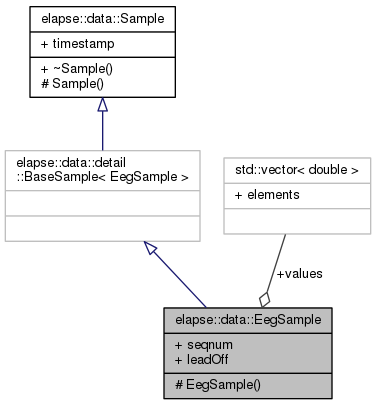 elapse::data::Sample
+ timestamp
+ ~Sample()
# Sample()
elapse::data::detail
::BaseSample< EegSample >
std::vector< double >
+ elements
+values
elapse::data::EegSample
+ seqnum
+ leadOff
# EegSample()